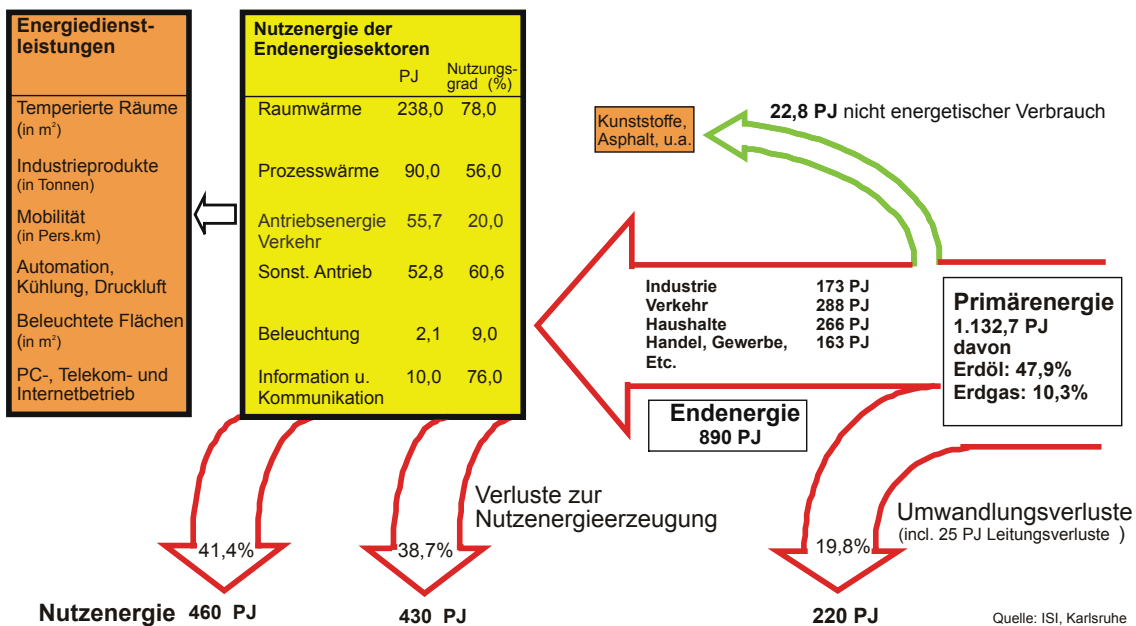 Energiedienst-
leistungen
Temperierte Räume
(in m²)
Industrieprodukte
(in Tonnen)
Mobilität
(in Pers.km)
Automation,
Kühlung, Druckluft
Beleuchtete Flächen
(in m²)
PC-, Telekom- und
Internetbetrieb
Nutzenergie der
Endenergiesektoren
PJ Nutzungs-
grad (%)
Raumwärme 238,0 78,0
Prozesswärme 90,0 56,0
Antriebsenergie 55,7 20,0
Verkehr
Sonst. Antrieb 52,8 60,6
Beleuchtung 2,1 9,0
Information u. 10,0 76,0
Kommunikation
Kunststoffe,
Asphalt, u.a.
22,8 PJ nicht energetischer Verbrauch
Industrie 173 PJ
Verkehr 288 PJ
Haushalte 266 PJ
Handel, Gewerbe, 163 PJ
Etc.
Endenergie
890 PJ
Primärenergie
1.132,7 PJ
davon
Erdöl: 47,9%
Erdgas: 10,3%
Verluste zur
Nutzenergieerzeugung
Umwandlungsverluste
(incl. 25 PJ Leitungsverluste )
41,4%
38,7%
19,8%
Nutzenergie 460 PJ
430 PJ
220 PJ
Quelle: ISI, Karlsruhe